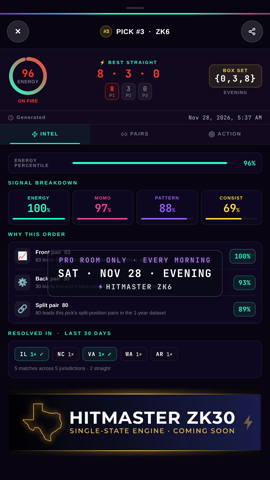 #3 PICK #3 · ZK6
96
ENERGY
ON FIRE
⚡ BEST STRAIGHT
8 · 3 · 0
8 3 0
P1 P2 P3
BOX SET
{0,3,8}
EVENING
Generated Nov 28, 2026, 5:37 AM
INTEL PAIRS ACTION
ENERGY PERCENTILE 96%
SIGNAL BREAKDOWN
ENERGY MOMO PATTERN CONSIST
100% 97% 88% 69%
WHY THIS ORDER
Front pair
100%
PRO ROOM ONLY · EVERY MORNING
SAT · NOV 28 · EVENING
HITMASTER ZK6
93%
Split pair 80
80 leads this pick's split-position pairs in the 1-year dataset
89%
RESOLVED IN · LAST 30 DAYS
IL 1× ✓ NC 1× VA 1× ✓ WA 1× AR 1×
5 matches across 5 jurisdictions · 2 straight
HITMASTER ZK30
SINGLE-STATE ENGINE · COMING SOON